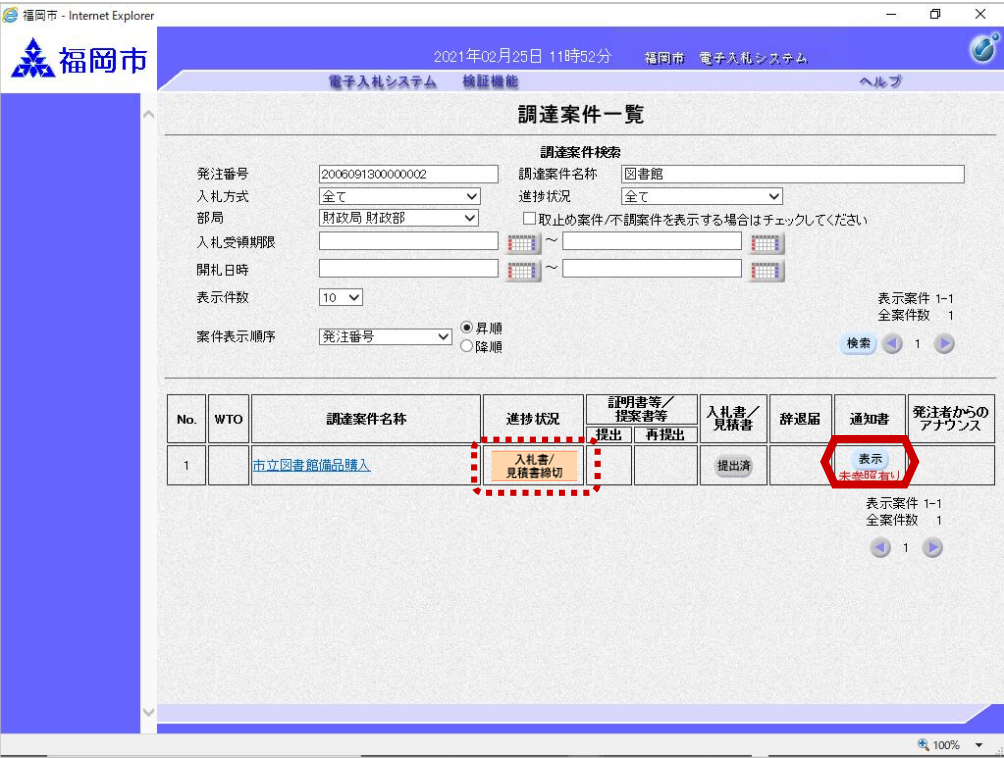 福岡市 - Internet Explorer
福岡市
2021年02月25日 11時52分 福岡市 電子入札システム
電子入札システム 検証機能 ヘルプ
調達案件一覧
調達案件検索
発注番号 2006091300000002 調達案件名称 図書館
入札方式 全て 進捗状況 全て
部局 財政局 財政部 取止め案件/不調案件を表示する場合はチェックしてください
入札受領期限 ～
開札日時 ～
表示件数 10
表示案件 1-1
全案件数 1
案件表示順序 発注番号 昇順
降順
検索 1
No. WTO 調達案件名称 進捗状況 証明書等／提案書等 入札書／見積書 辞退届 通知書 発注者からのアナウンス
提出 再提出
1 市立図書館備品購入 入札書/見積書締切 提出済 表示
未参照有り
表示案件 1-1
全案件数 1
1
100%